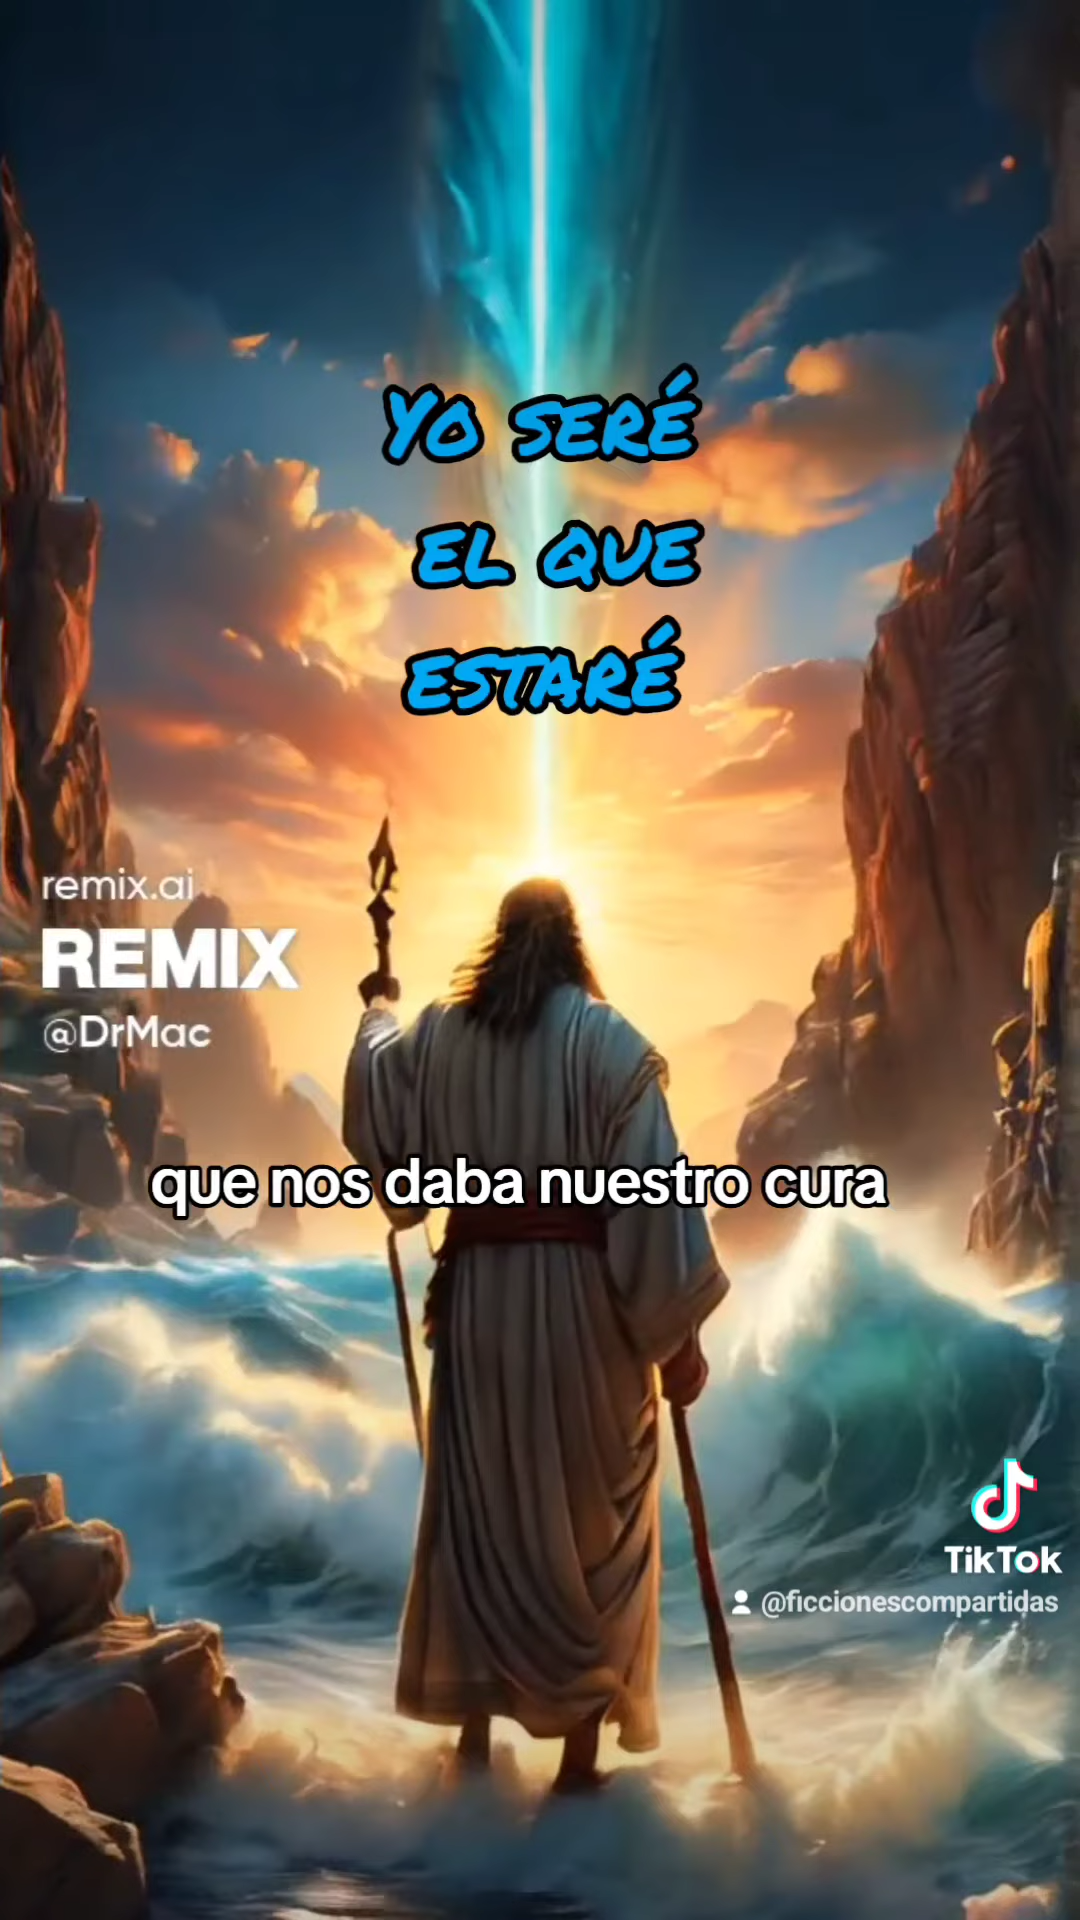 Yo seré
el que
estaré
remix.ai
REMIX
@DrMac
que nos daba nuestro cura
TikTok
@ficcionescompartidas